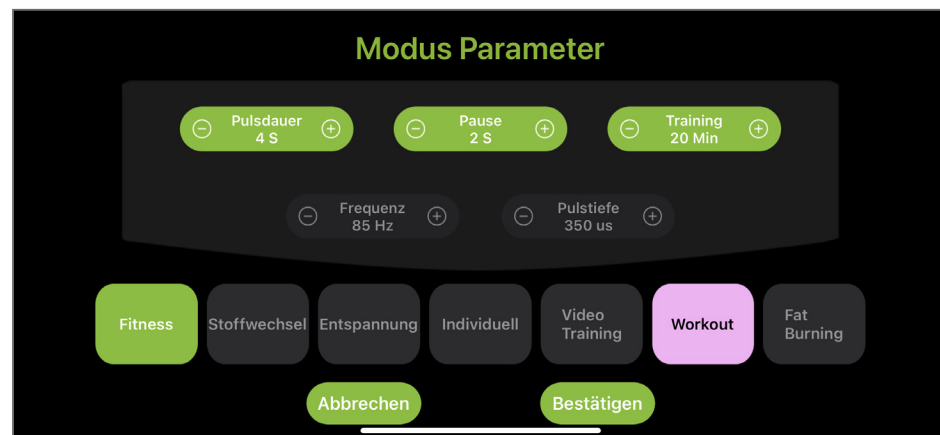 Modus Parameter
Pulsdauer
4 S
Pause
2 S
Training
20 Min
Frequenz
85 Hz
Pulstiefe
350 us
Fitness
Stoffwechsel
Entspannung
Individuell
Video
Training
Workout
Fat
Burning
Abbrechen
Bestätigen